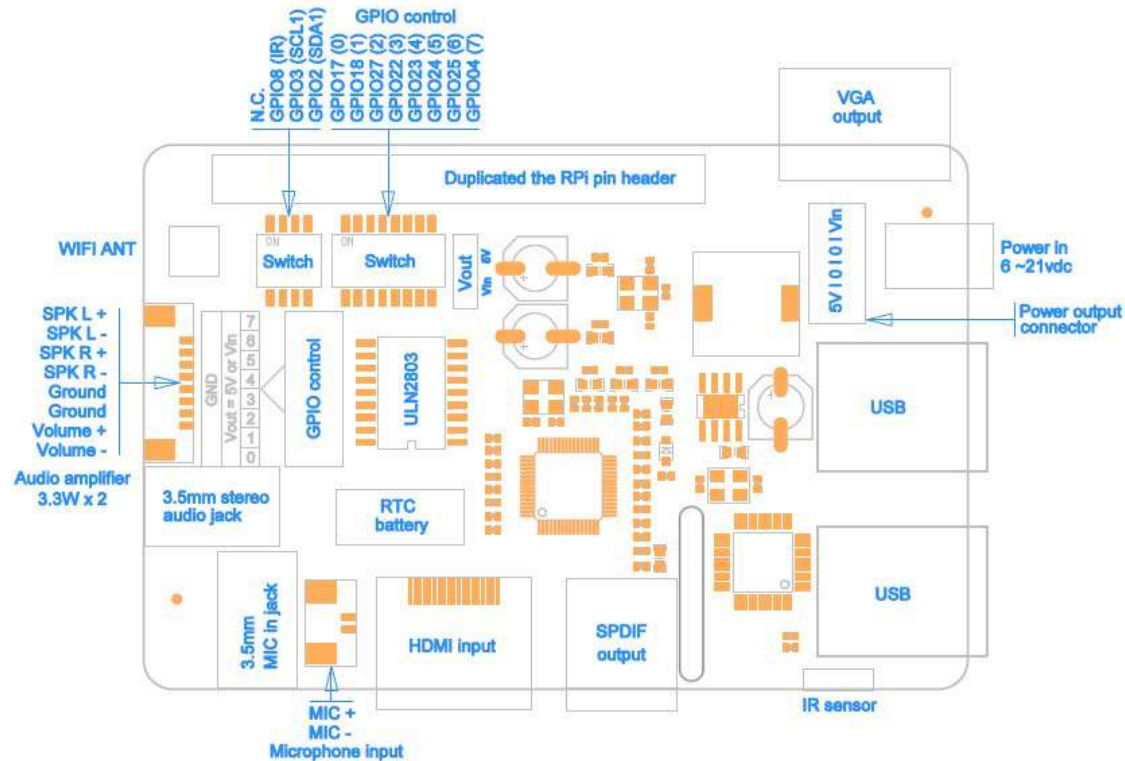 GPIO control
N.C.
GPIO8 (IR)
GPIO3 (SCL1)
GPIO2 (SDA1)
GPIO17 (0)
GPIO18 (1)
GPIO27 (2)
GPIO22 (3)
GPIO23 (4)
GPIO24 (5)
GPIO25 (6)
GPIO04 (7)
VGA
output
Duplicated the RPi pin header
WIFI ANT
ON
Switch
ON
Switch
Vout
Vin 5V
5V I 0 I 0 I Vin
Power in
6 ~21vdc
Power output
connector
SPK L +
SPK L -
SPK R +
SPK R -
Ground
Ground
Volume +
Volume -
Audio amplifier
3.3W x 2
GND
Vout = 5V or Vin
7
6
5
4
3
2
1
0
GPIO control
ULN2803
USB
3.5mm stereo
audio jack
RTC
battery
3.5mm
MIC in jack
HDMI input
SPDIF
output
USB
IR sensor
MIC +
MIC -
Microphone input